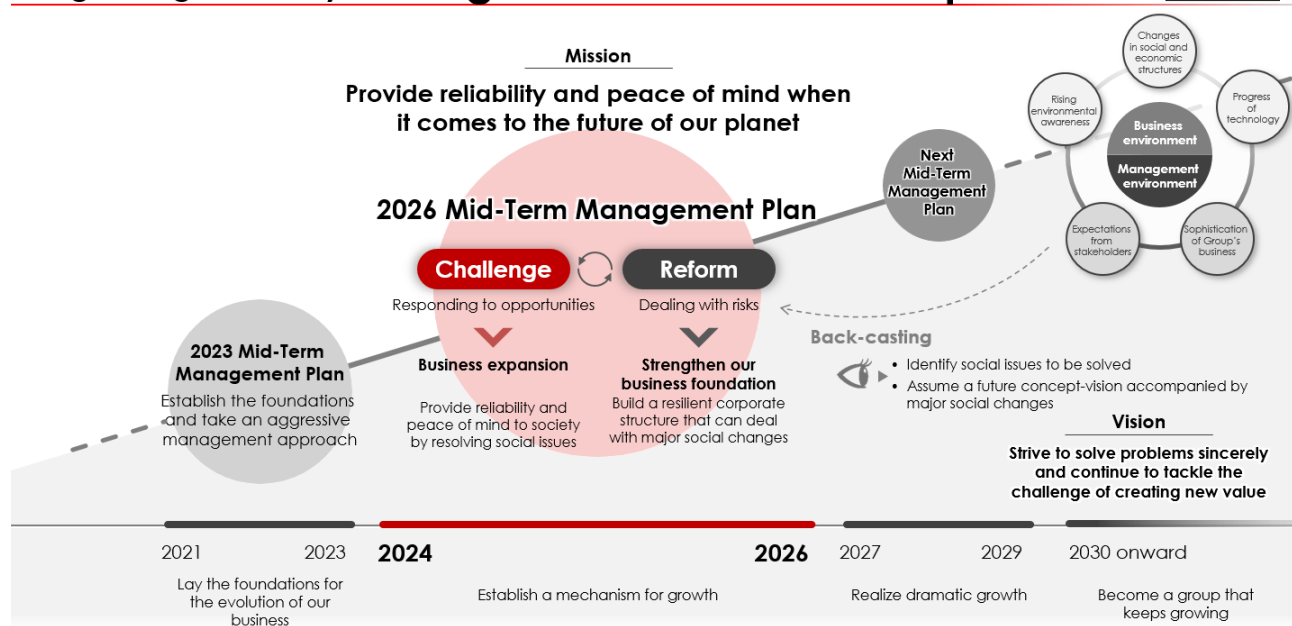 Mission
Provide reliability and peace of mind when
it comes to the future of our planet
2026 Mid-Term Management Plan
Challenge
Reform
Responding to opportunities
Dealing with risks
Business expansion
Strengthen our
business foundation
Provide reliability and
peace of mind to society
by resolving social issues
Build a resilient corporate
structure that can deal
with major social changes
2023 Mid-Term
Management Plan
Establish the foundations
and take an aggressive
management approach
Next
Mid-Term
Management
Plan
Changes
in social and
economic
structures
Rising
environmental
awareness
Progress
of
technology
Business
environment
Management
environment
Expectations
from
stakeholders
Sophistication
of Group's
business
Back-casting
• Identify social issues to be solved
• Assume a future concept-vision accompanied by
major social changes
Vision
Strive to solve problems sincerely
and continue to tackle the
challenge of creating new value
2021
2023
2024
2026
2027
2029
2030 onward
Lay the foundations for
the evolution of our
business
Establish a mechanism for growth
Realize dramatic growth
Become a group that
keeps growing